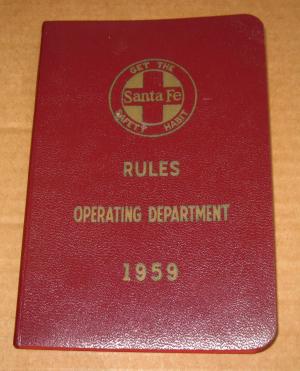 GET THE
Santa Fe
SAFETY HABIT
RULES
OPERATING DEPARTMENT
1959